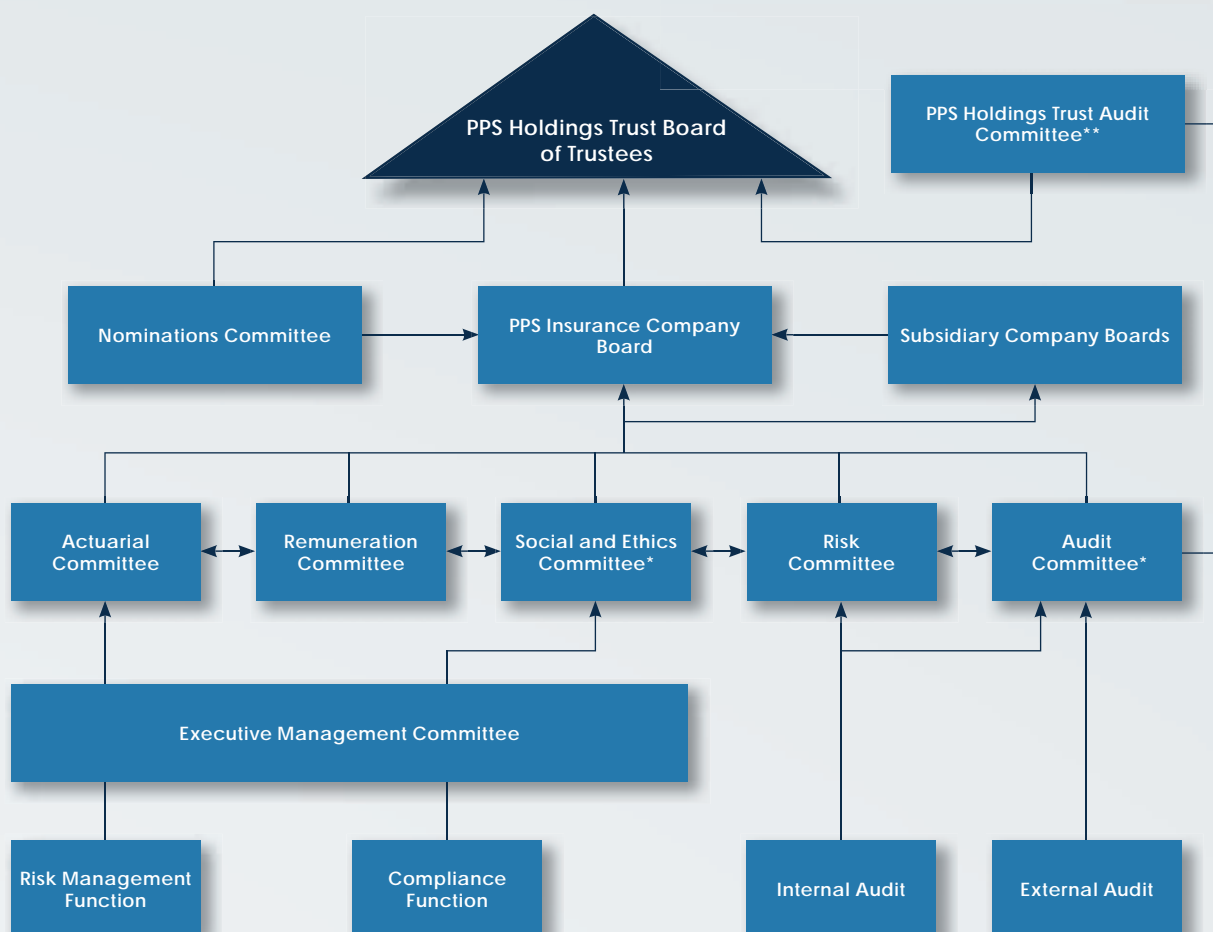 PPS Holdings Trust Board
of Trustees
PPS Holdings Trust Audit
Committee**
Nominations Committee
PPS Insurance Company
Board
Subsidiary Company Boards
Actuarial
Committee
Remuneration
Committee
Social and Ethics
Committee*
Risk
Committee
Audit
Committee*
Executive Management Committee
Risk Management
Function
Compliance
Function
Internal Audit
External Audit